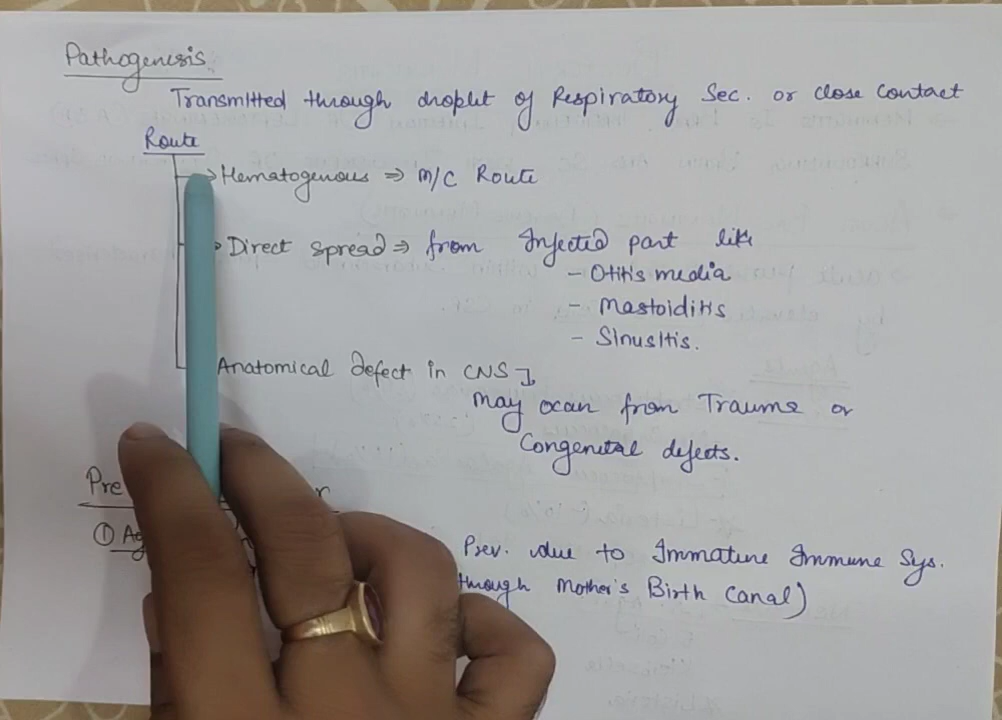 Pathogenesis
Transmitted through droplet of Respiratory Sec. or close contact
Route
→ Hematogenous ⇒ M/C Route
Direct spread ⇒ from Infected part like
- Otitis media
- Mastoiditis
- Sinusitis.
Anatomical Defect in CNS
may occur from Trauma or
Congenital defects.
Pre
① Ag
Prev. due to Immature Immune Sys.
through Mother's Birth Canal)